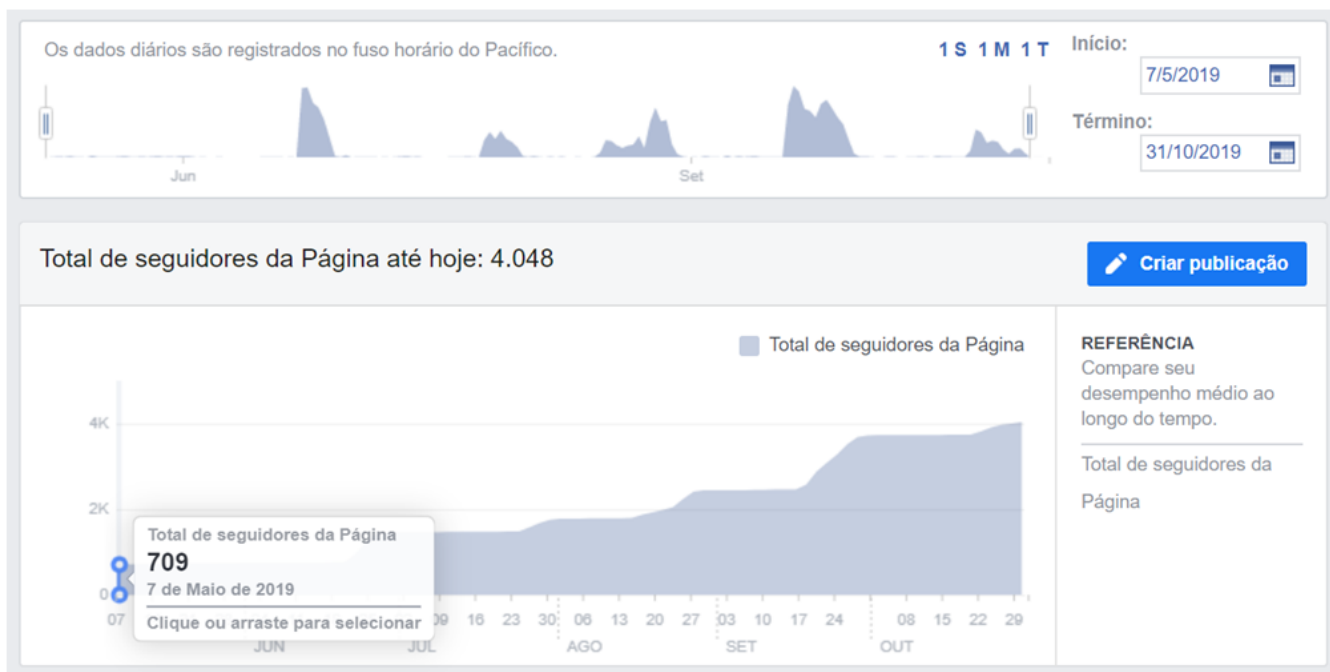 Os dados diários são registrados no fuso horário do Pacífico.
1 S 1 M 1 T
Início:
7/5/2019
Término:
31/10/2019
Jun
Set
Total de seguidores da Página até hoje: 4.048
Criar publicação
Total de seguidores da Página
REFERÊNCIA
Compare seu
desempenho médio ao
longo do tempo.
Total de seguidores da
Página
4K
2K
0
Total de seguidores da Página
709
7 de Maio de 2019
Clique ou arraste para selecionar
07 09 16 23 30 06 13 20 27 03 10 17 24 08 15 22 29
JUN JUL AGO SET OUT